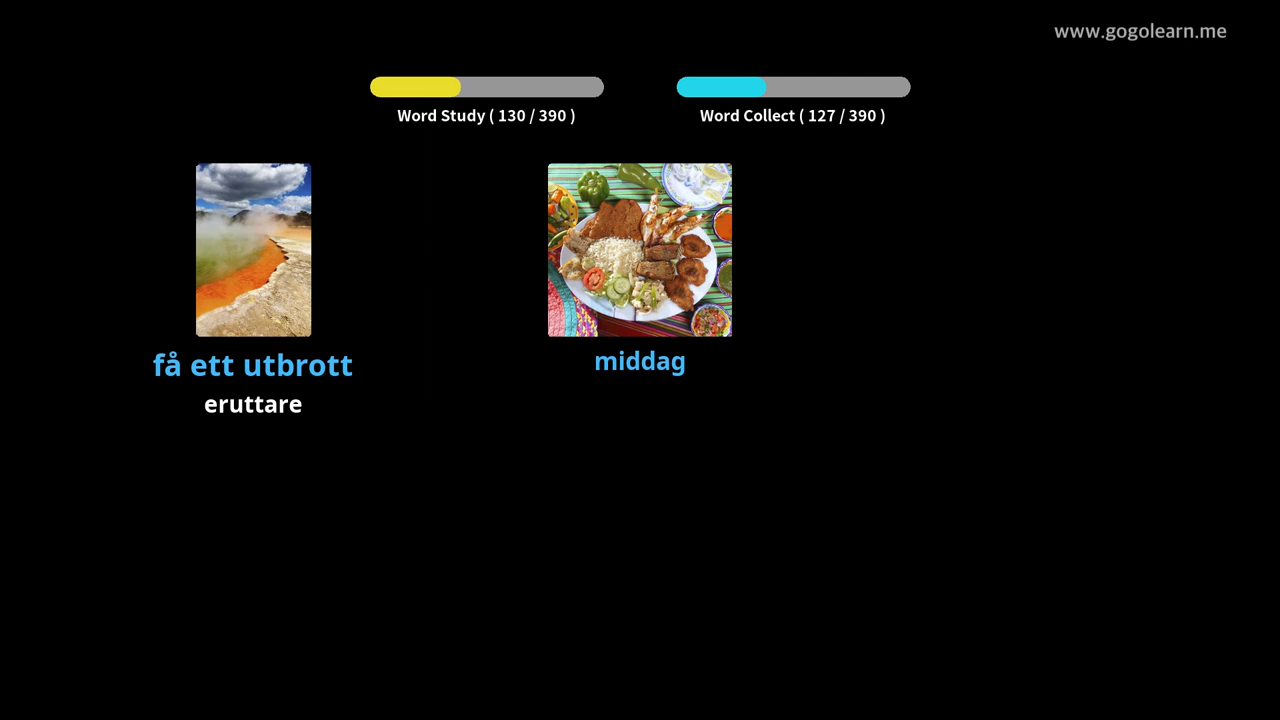 www.gogolearn.me
Word Study ( 130 / 390 )
Word Collect ( 127 / 390 )
få ett utbrott
eruttare
middag